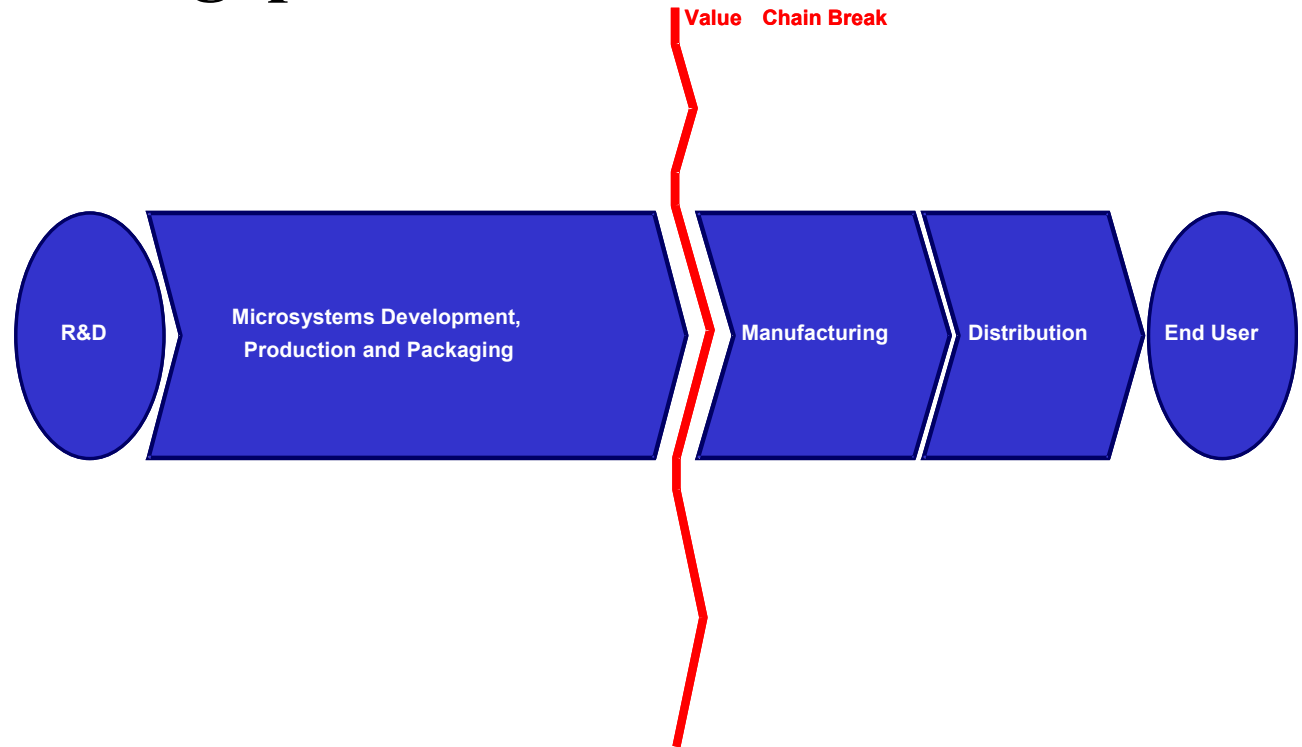 Value Chain Break
R&D
Microsystems Development,
Production and Packaging
Manufacturing
Distribution
End User